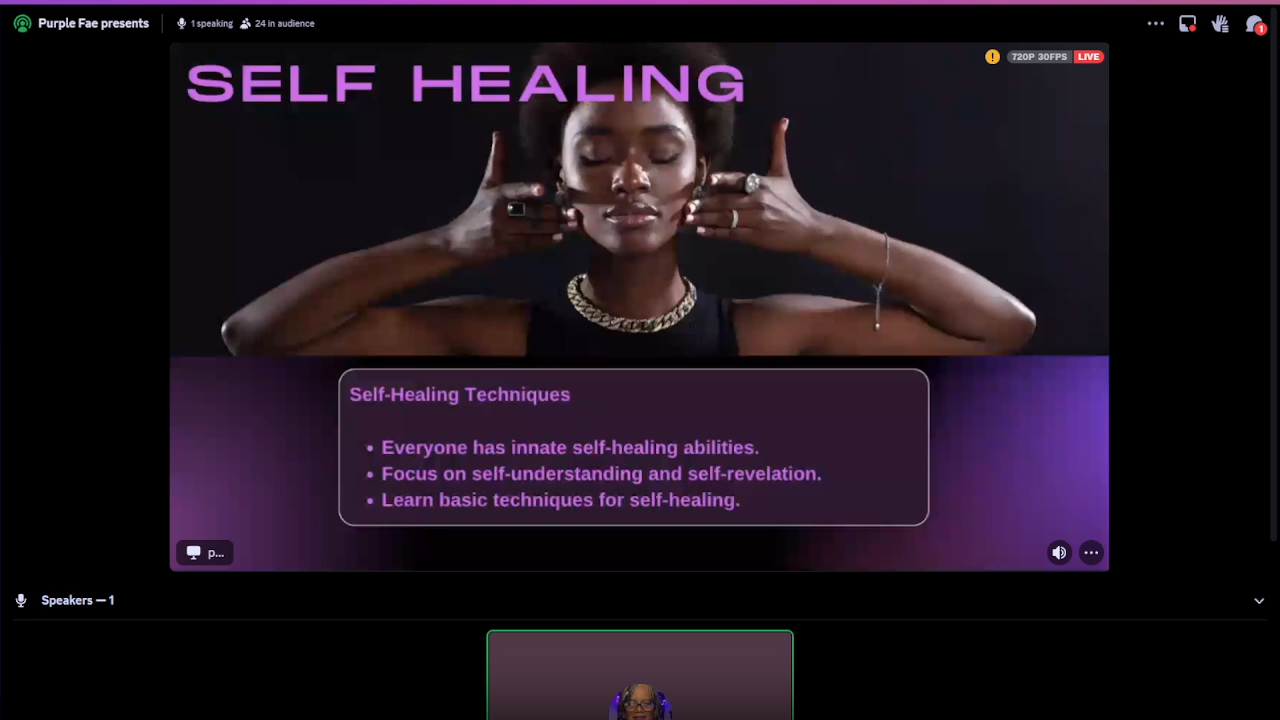 Purple Fae presents
1 speaking 24 in audience
1
720P 30FPS LIVE
SELF HEALING
Self-Healing Techniques
• Everyone has innate self-healing abilities.
• Focus on self-understanding and self-revelation.
• Learn basic techniques for self-healing.
p...
Speakers — 1